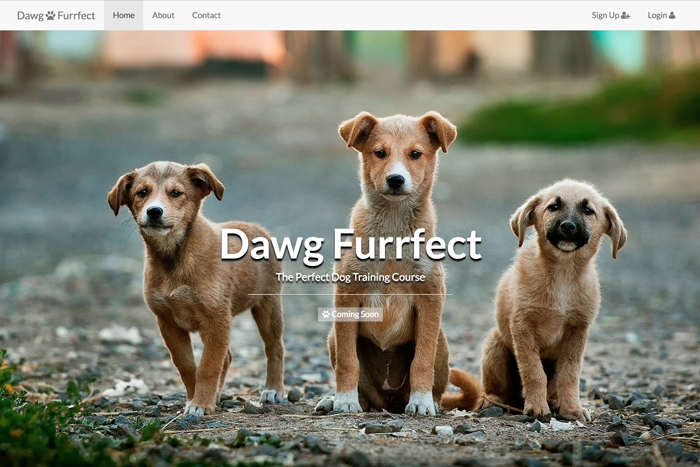 Dawg Furrfect Home About Contact Sign Up Login
Dawg Furrfect
The Perfect Dog Training Course
Coming Soon